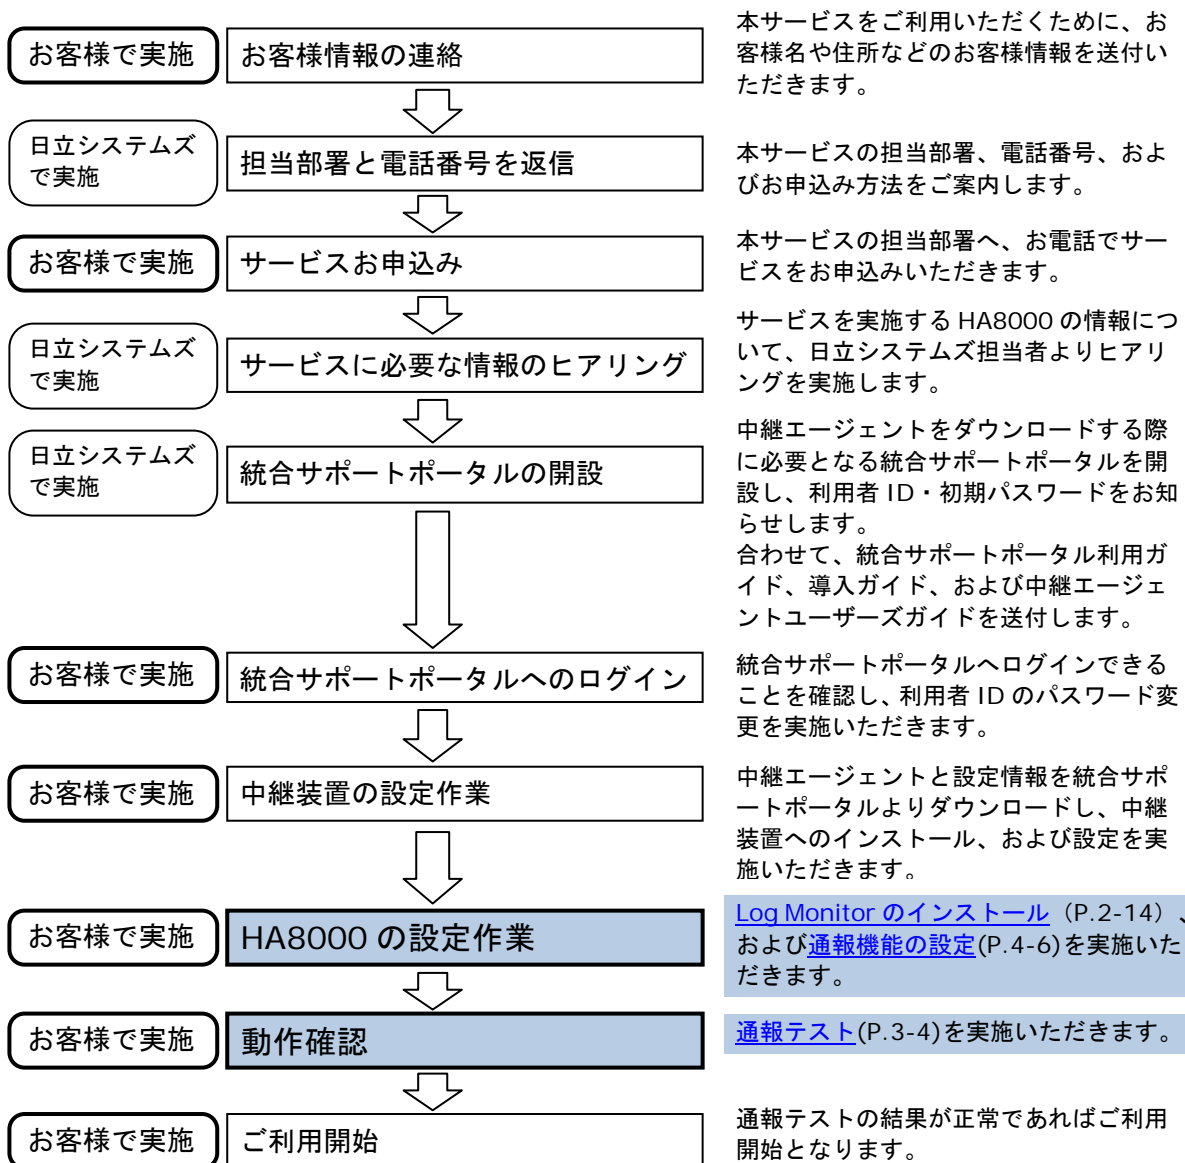 お客様で実施
お客様情報の連絡
本サービスをご利用いただくために、お
客様名や住所などのお客様情報を送付い
ただきます。
日立システムズ
で実施
担当部署と電話番号を返信
本サービスの担当部署、電話番号、およ
びお申込み方法をご案内します。
お客様で実施
サービスお申込み
本サービスの担当部署へ、お電話でサー
ビスをお申込みいただきます。
日立システムズ
で実施
サービスに必要な情報のヒアリング
サービスを実施する HA8000 の情報につ
いて、日立システムズ担当者よりヒアリ
ングを実施します。
日立システムズ
で実施
統合サポートポータルの開設
中継エージェントをダウンロードする際
に必要となる統合サポートポータルを開
設し、利用者 ID・初期パスワードをお知
らせします。
合わせて、統合サポートポータル利用ガ
イド、導入ガイド、および中継エージェ
ントユーザーズガイドを送付します。
お客様で実施
統合サポートポータルへのログイン
統合サポートポータルへログインできる
ことを確認し、利用者 ID のパスワード変
更を実施いただきます。
お客様で実施
中継装置の設定作業
中継エージェントと設定情報を統合サポ
ートポータルよりダウンロードし、中継
装置へのインストール、および設定を実
施いただきます。
お客様で実施
HA8000 の設定作業
Log Monitor のインストール（P.2-14）、
および通報機能の設定(P.4-6)を実施いた
だきます。
お客様で実施
動作確認
通報テスト(P.3-4)を実施いただきます。
お客様で実施
ご利用開始
通報テストの結果が正常であればご利用
開始となります。